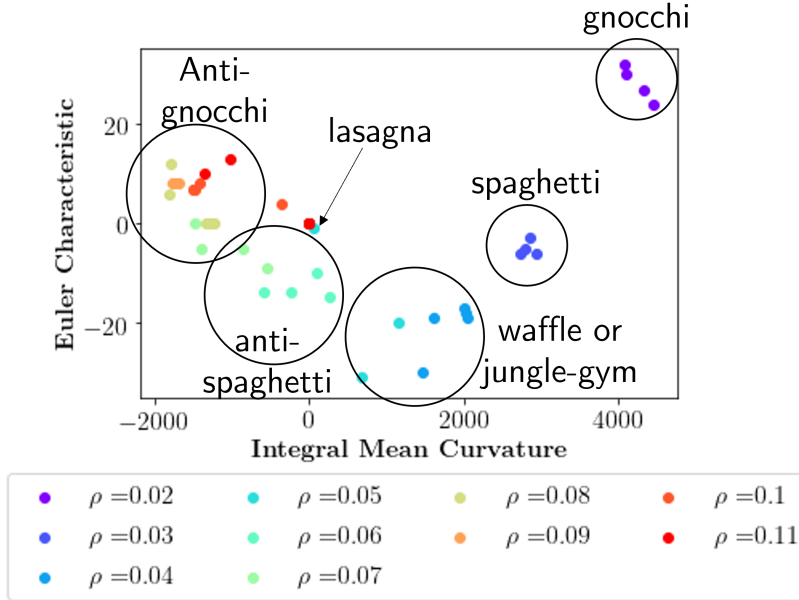 gnocchi
Anti-
gnocchi
lasagna
spaghetti
anti-
spaghetti
waffle or
jungle-gym
Euler Characteristic
20
0
−20
−2000
0
2000
4000
Integral Mean Curvature
ρ =0.02
ρ =0.05
ρ =0.08
ρ =0.1
ρ =0.03
ρ =0.06
ρ =0.09
ρ =0.11
ρ =0.04
ρ =0.07